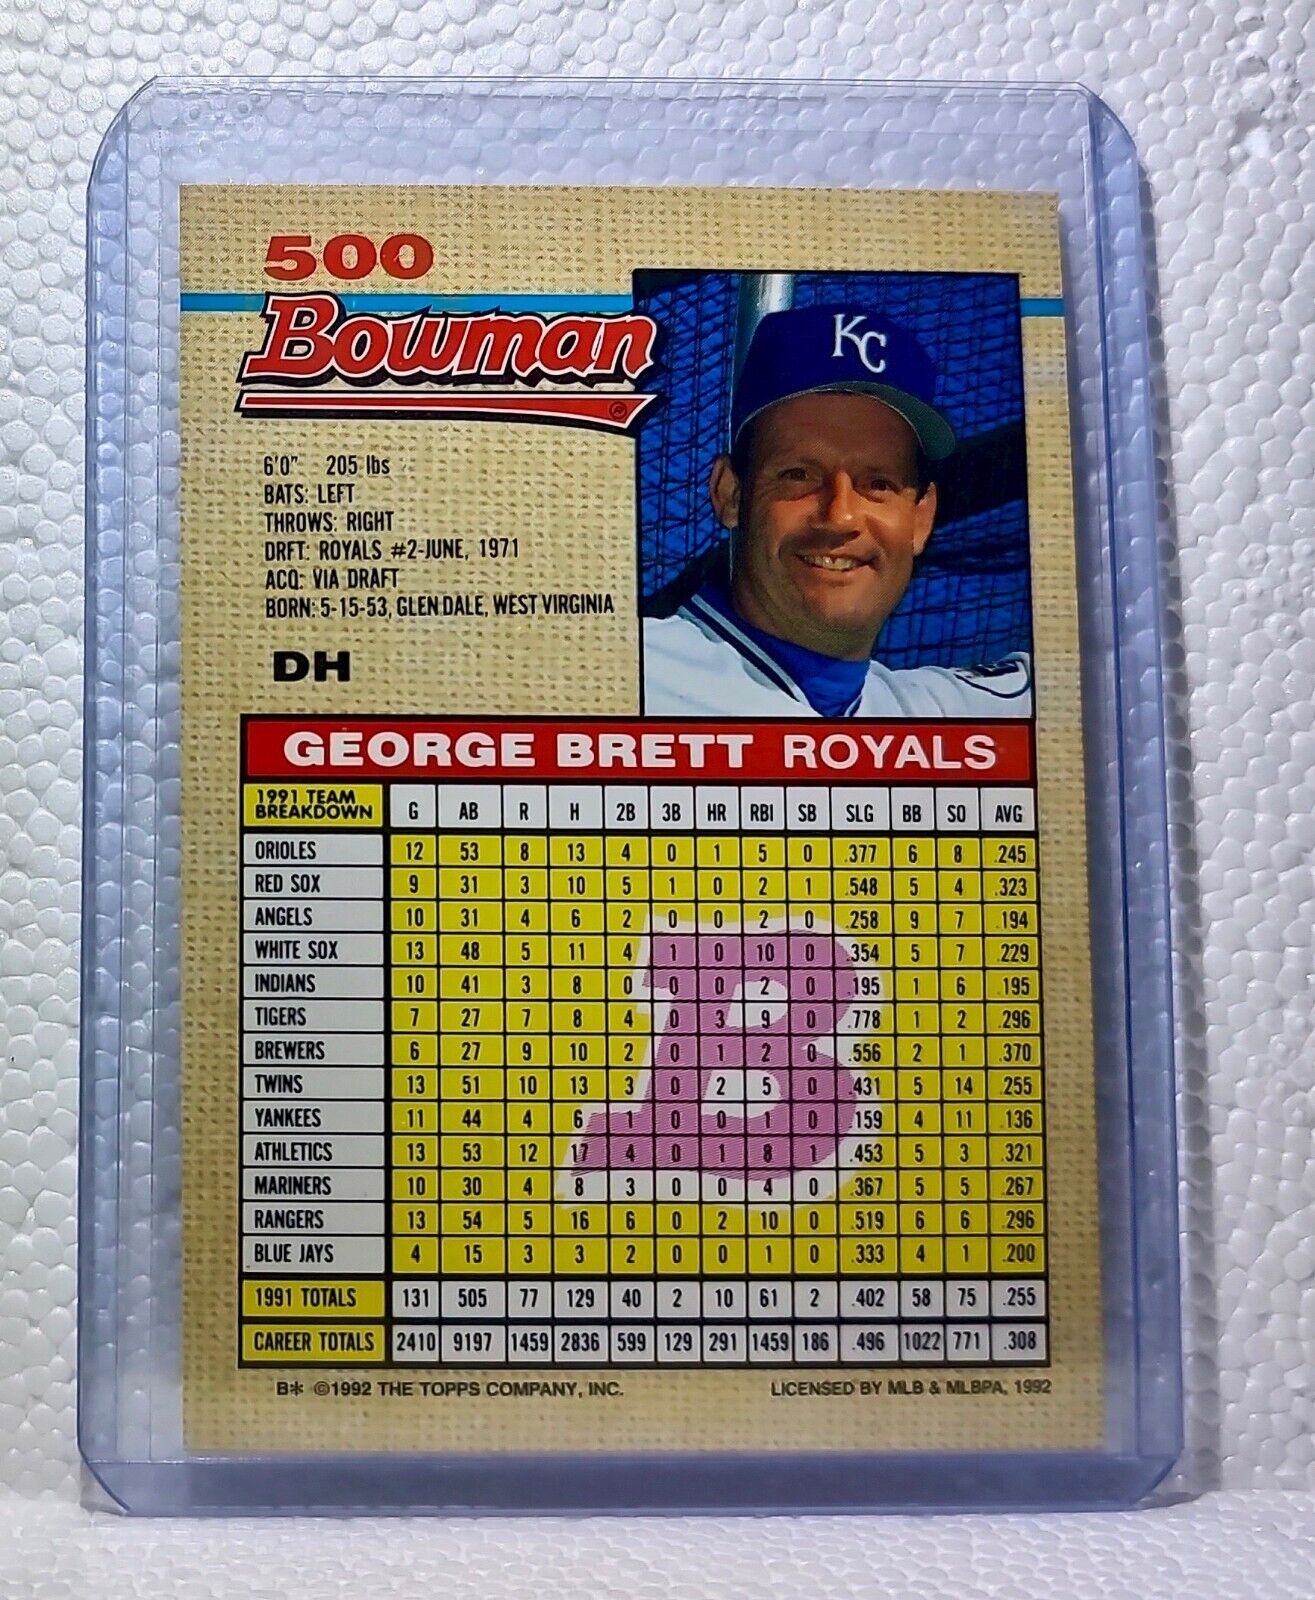 500
Bowman
KC
6'0" 205 lbs
BATS: LEFT
THROWS: RIGHT
DRFT: ROYALS #2-JUNE, 1971
ACQ: VIA DRAFT
BORN: 5-15-53, GLEN DALE, WEST VIRGINIA
DH
GEORGE BRETT ROYALS
1991 TEAM BREAKDOWN G AB R H 2B 3B HR RBI SB SLG BB SO AVG
ORIOLES 12 53 8 13 4 0 1 5 0 .377 6 8 .245
RED SOX 9 31 3 10 5 1 0 2 1 .548 5 4 .323
ANGELS 10 31 4 6 2 0 0 2 0 .258 9 7 .194
WHITE SOX 13 48 5 11 4 1 0 10 0 .354 5 7 .229
INDIANS 10 41 3 8 0 0 0 2 0 .195 1 6 .195
TIGERS 7 27 7 8 4 0 3 9 0 .778 1 2 .296
BREWERS 6 27 9 10 2 0 1 2 0 .556 2 1 .370
TWINS 13 51 10 13 3 0 2 5 0 .431 5 14 .255
YANKEES 11 44 4 6 1 0 0 1 0 .159 4 11 .136
ATHLETICS 13 53 12 17 4 0 1 8 1 .453 5 3 .321
MARINERS 10 30 4 8 3 0 0 4 0 .367 5 5 .267
RANGERS 13 54 5 16 6 0 2 10 0 .519 6 6 .296
BLUE JAYS 4 15 3 3 2 0 0 1 0 .333 4 1 .200
1991 TOTALS 131 505 77 129 40 2 10 61 2 .402 58 75 .255
CAREER TOTALS 2410 9197 1459 2836 599 129 291 1459 186 .496 1022 771 .308
B
B* ©1992 THE TOPPS COMPANY, INC. LICENSED BY MLB & MLBPA, 1992